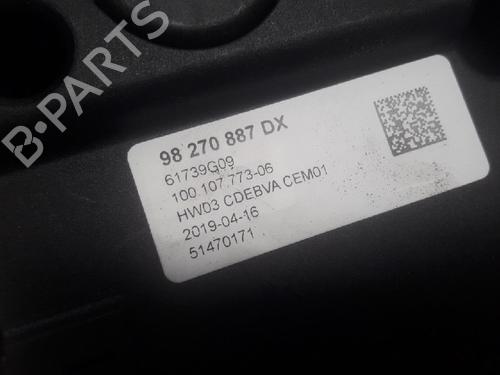 98 270 887 DX
61739G09
100.107.773-06
HW03 CDEBVA CEM01
2019-04-16
51470171
B-PARTS